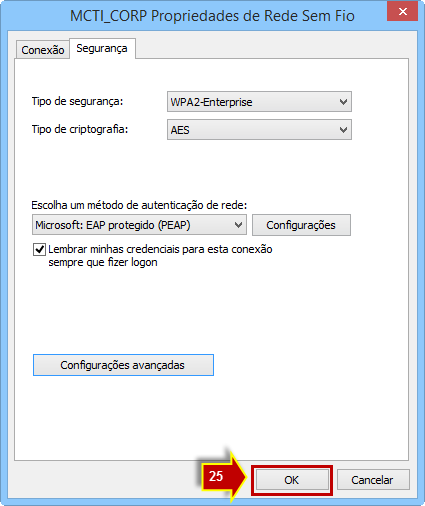 MCTI_CORP Propriedades de Rede Sem Fio
Conexão
Segurança
Tipo de segurança:
WPA2-Enterprise
Tipo de criptografia:
AES
Escolha um método de autenticação de rede:
Microsoft: EAP protegido (PEAP)
Configurações
Lembrar minhas credenciais para esta conexão
sempre que fizer logon
Configurações avançadas
25
OK
Cancelar